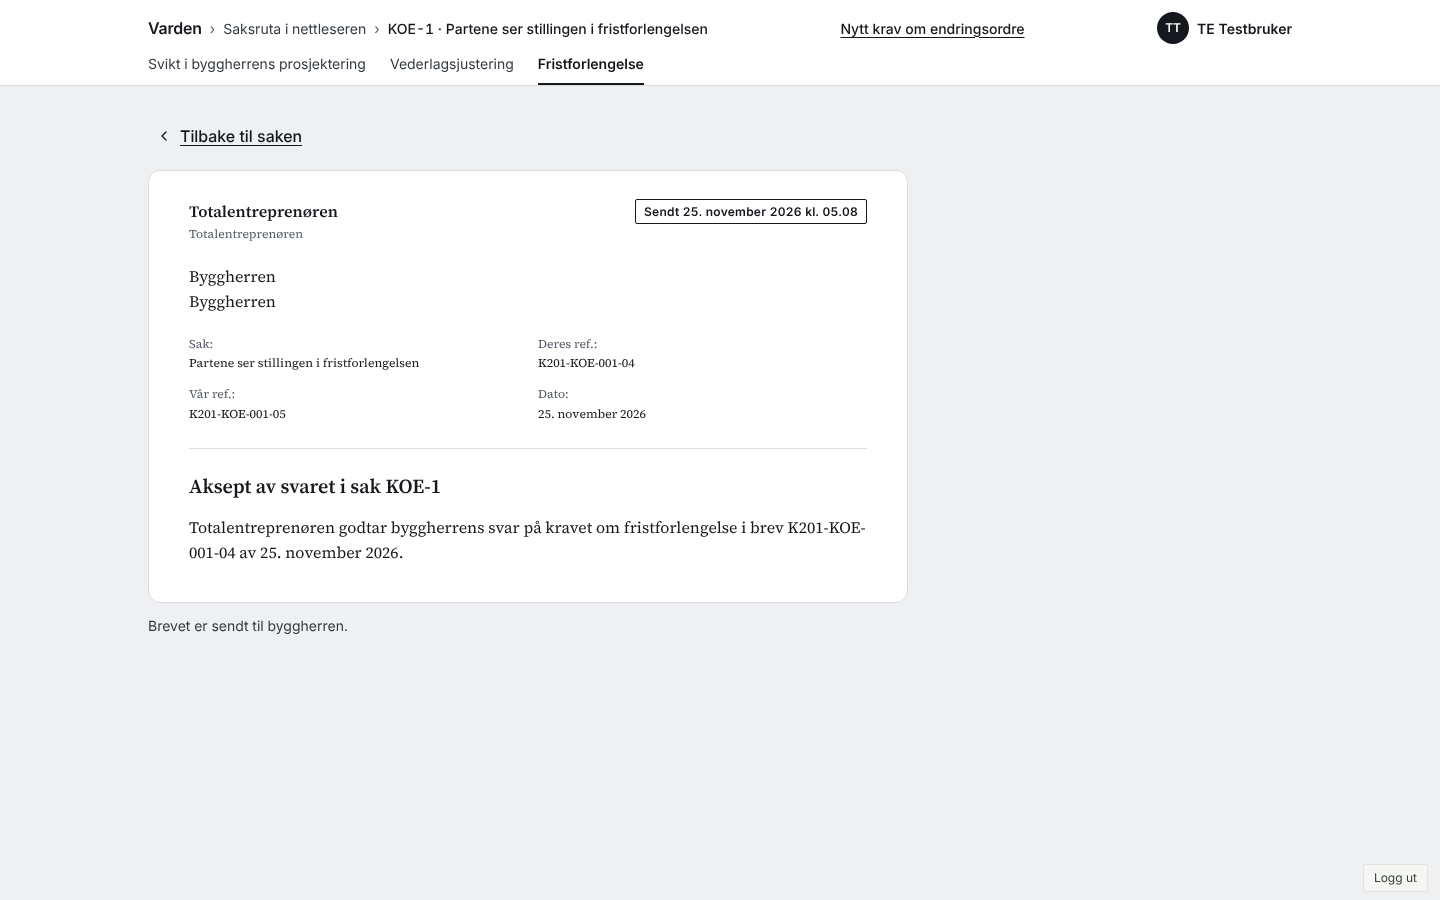 Varden › Saksruta i nettleseren › KOE-1 · Partene ser stillingen i fristforlengelsen
Nytt krav om endringsordre
TT TE Testbruker
Svikt i byggherrens prosjektering Vederlagsjustering Fristforlengelse
Tilbake til saken
Totalentreprenøren
Sendt 25. november 2026 kl. 05.08
Totalentreprenøren
Byggherren
Byggherren
Sak: Deres ref.:
Partene ser stillingen i fristforlengelsen K201-KOE-001-04
Vår ref.: Dato:
K201-KOE-001-05 25. november 2026
Aksept av svaret i sak KOE-1
Totalentreprenøren godtar byggherrens svar på kravet om fristforlengelse i brev K201-KOE-
001-04 av 25. november 2026.
Brevet er sendt til byggherren.
Logg ut